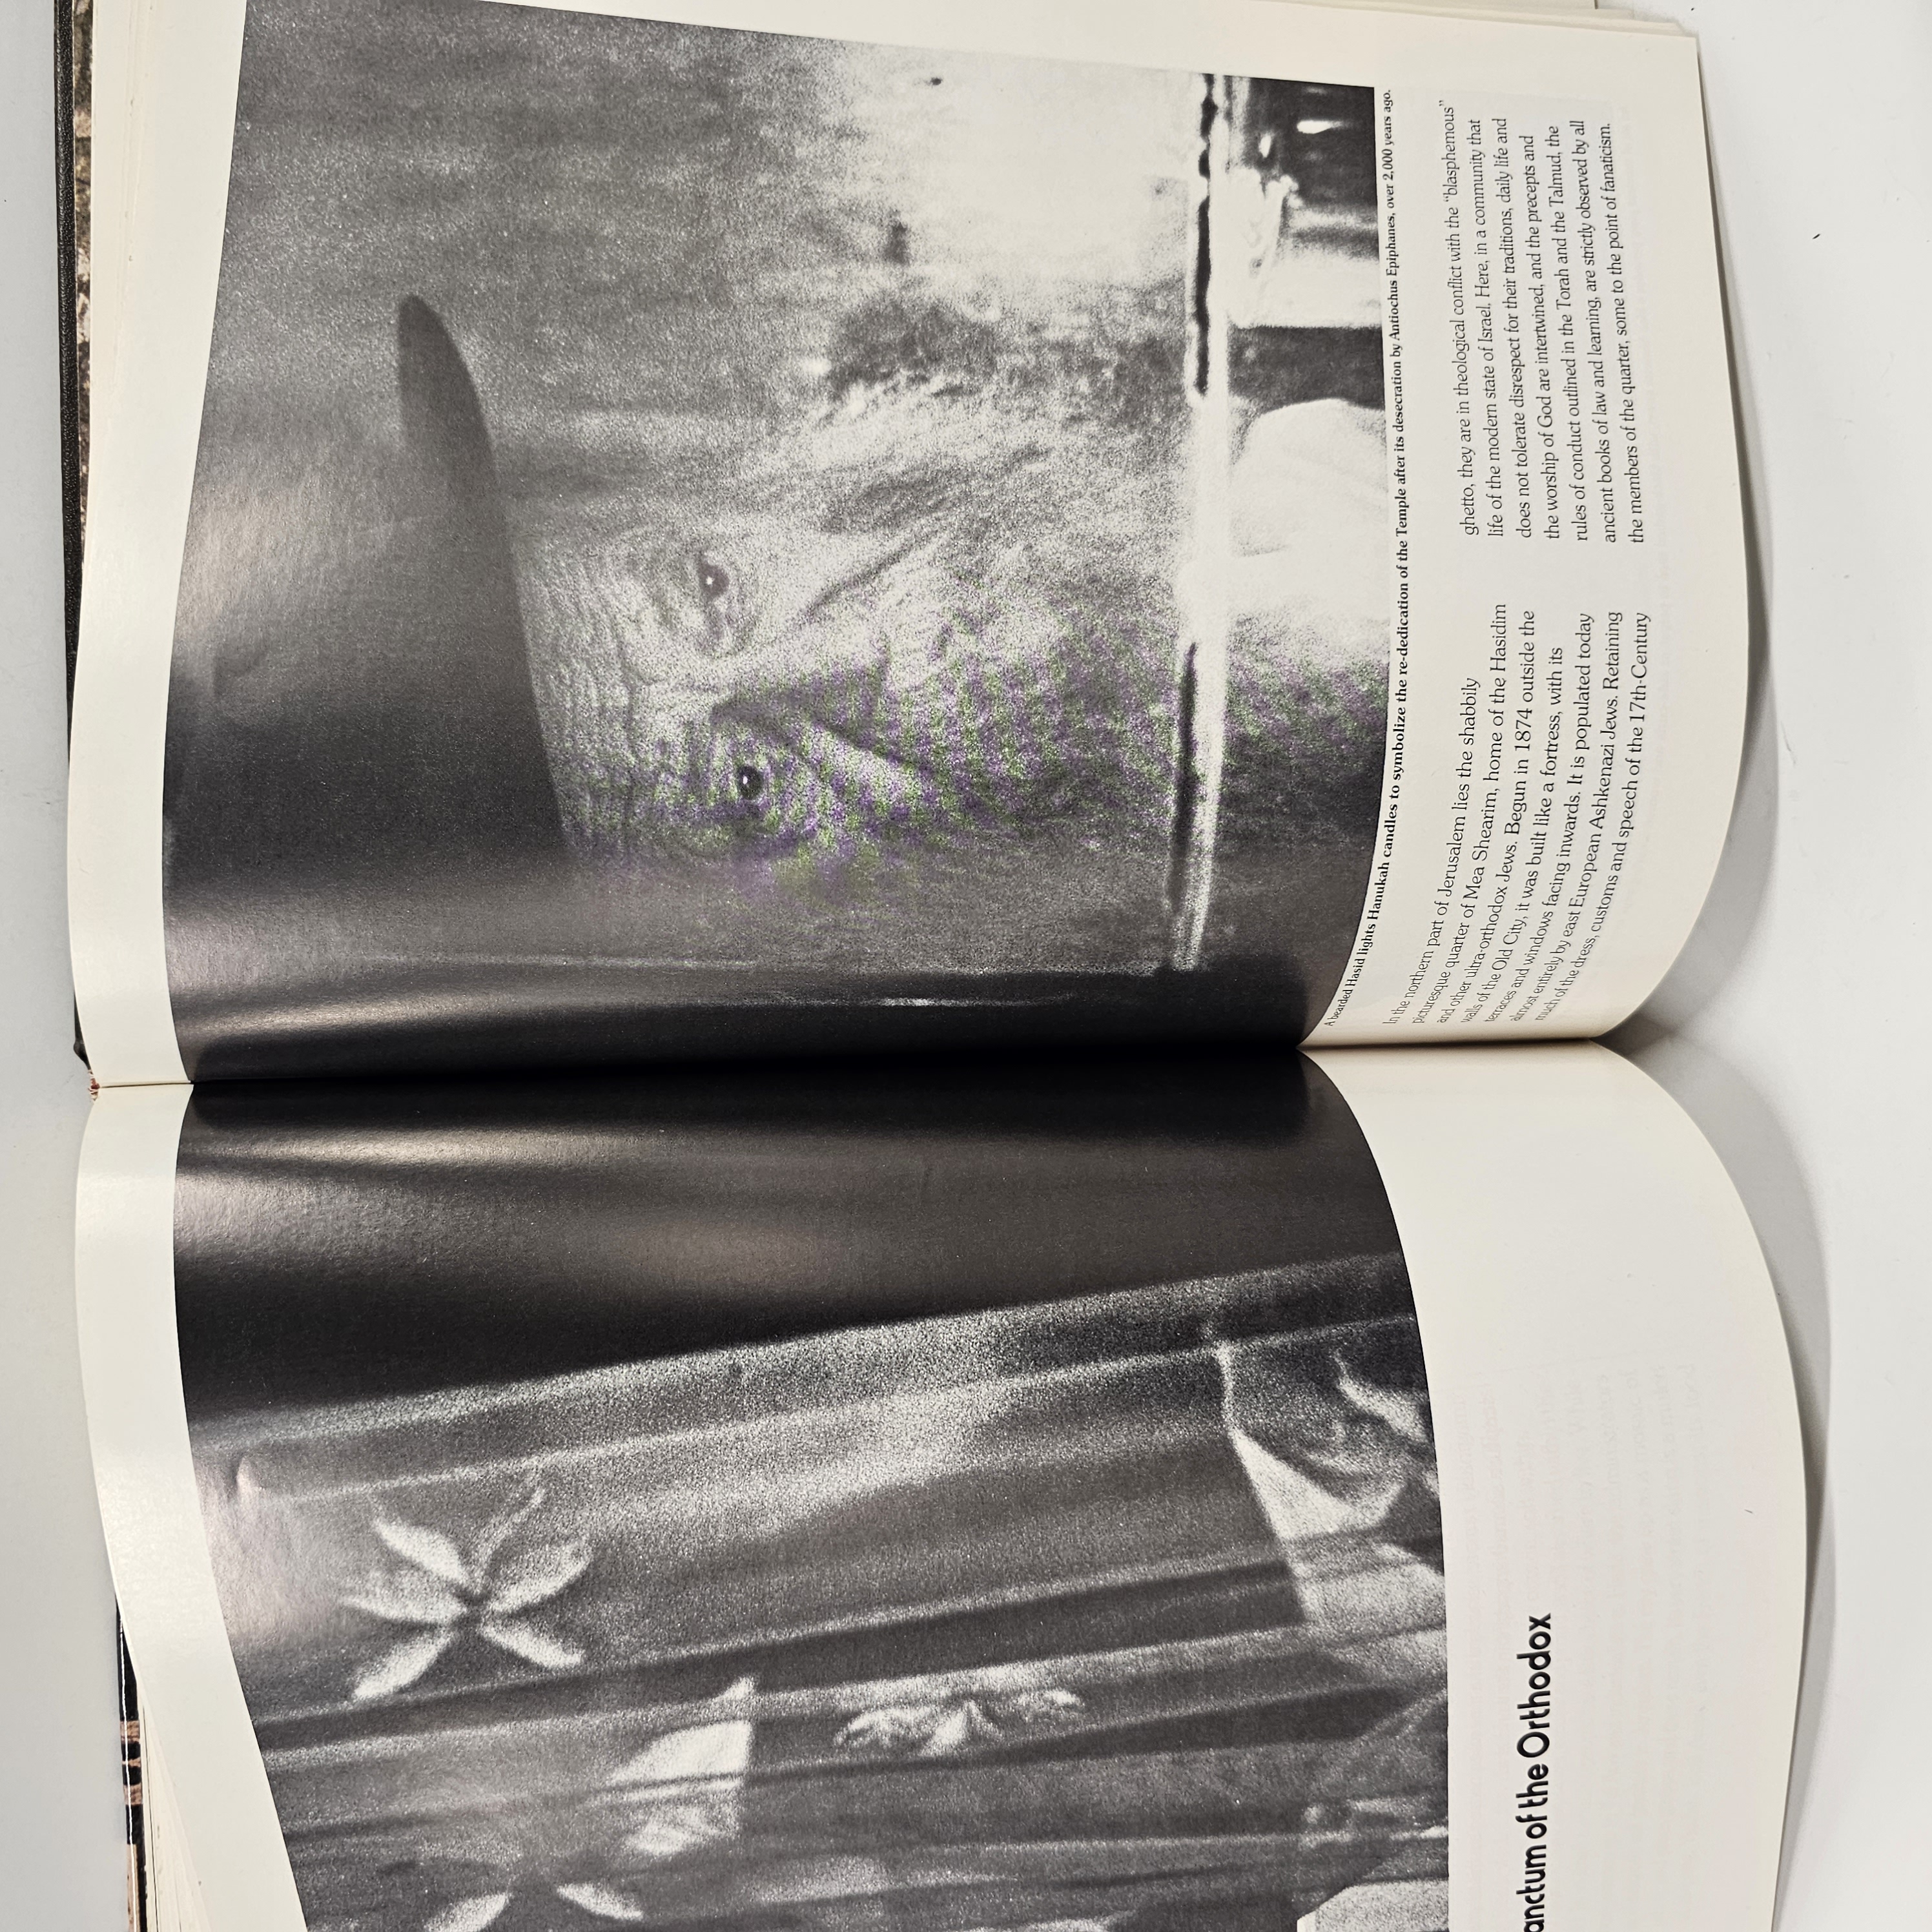 anctum of the Orthodox
A bearded Hasid lights Hanukah candles to symbolize the re-dedication of the Temple after its desecration by Antiochus Epiphanes, over 2,000 years ago.
In the northern part of Jerusalem lies the shabbily
picturesque quarter of Mea Shearim, home of the Hasidim
and other ultra-orthodox Jews. Begun in 1874 outside the
walls of the Old City, it was built like a fortress, with its
terraces and windows facing inwards. It is populated today
almost entirely by east European Ashkenazi Jews. Retaining
much of the dress, customs and speech of the 17th-Century
ghetto, they are in theological conflict with the “blasphemous”
life of the modern state of Israel. Here, in a community that
does not tolerate disrespect for their traditions, daily life and
the worship of God are intertwined, and the precepts and
rules of conduct outlined in the Torah and the Talmud, the
ancient books of law and learning, are strictly observed by all
the members of the quarter, some to the point of fanaticism.